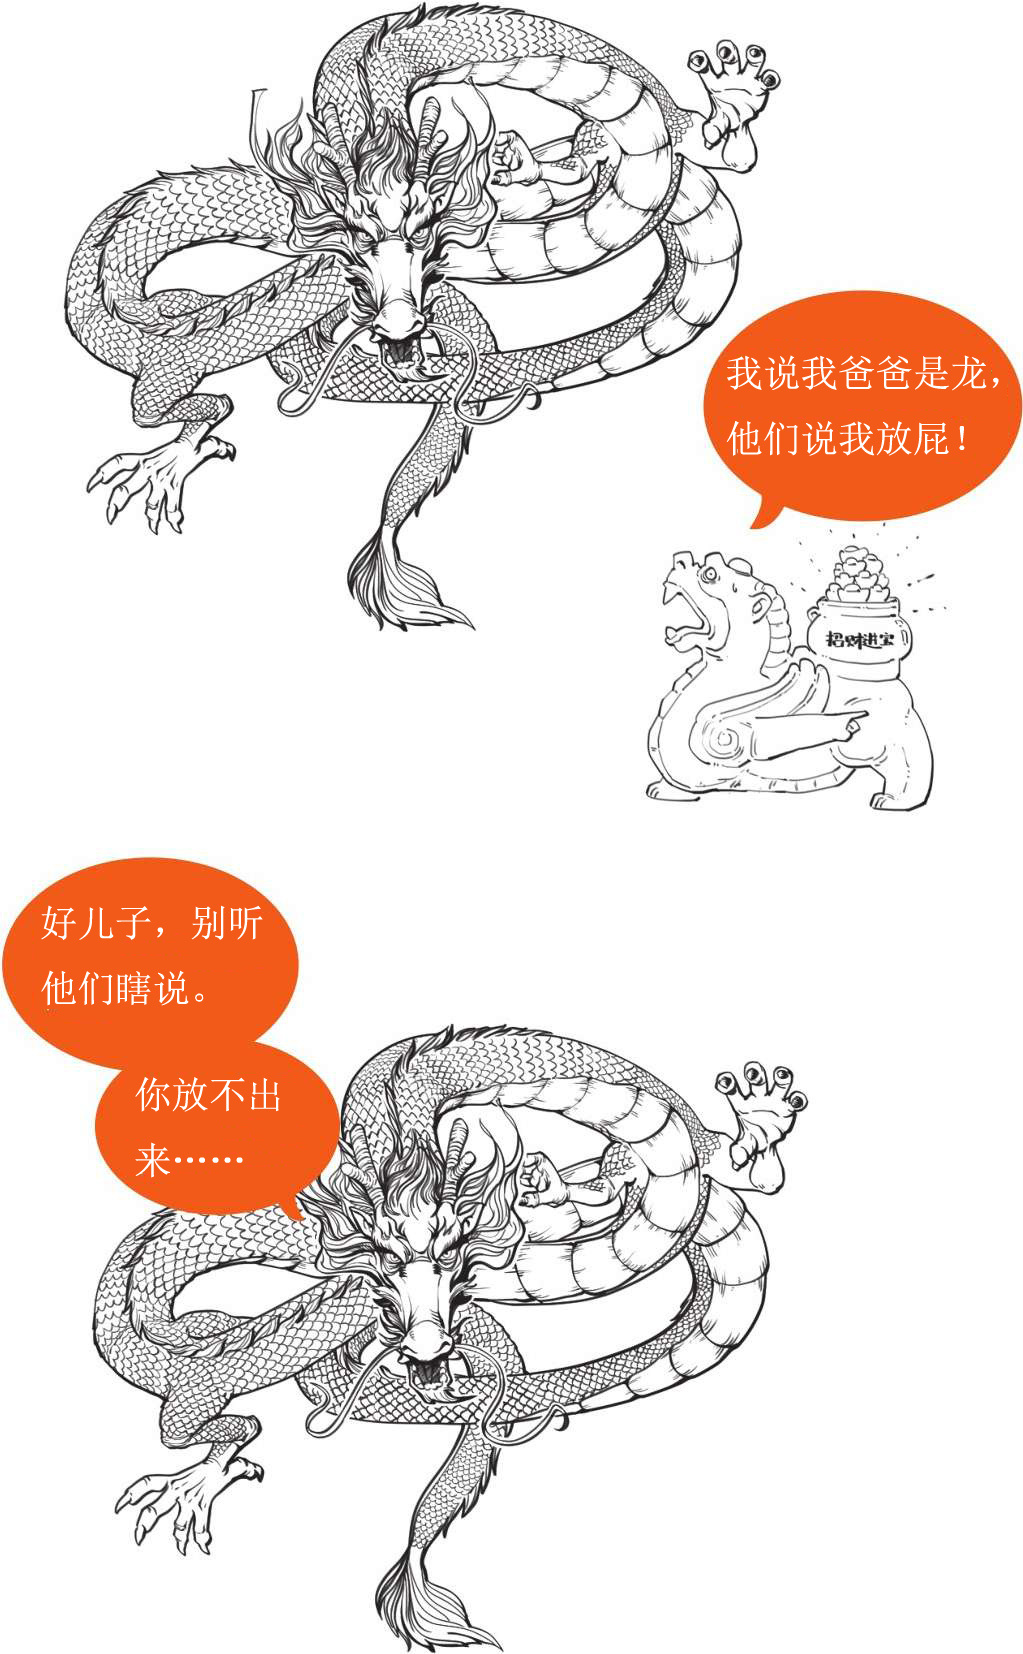 我说我爸爸是龙，
他们说我放屁！
招财进宝
好儿子，别听
他们瞎说。
你放不出
来……